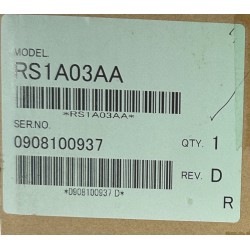 MODEL.
RS1A03AA
*RS1A03AA*
SER.NO.
0908100937
QTY. 1
REV. D
*0908100937 D*
R